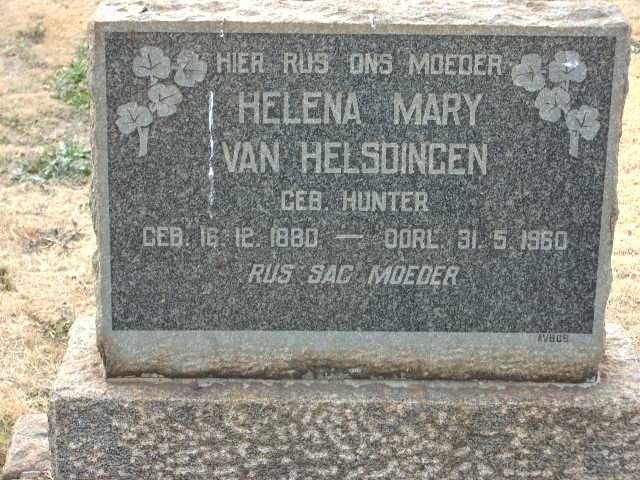 HIER RUS ONS MOEDER
HELENA MARY
VAN HELSDINGEN
GEB. HUNTER
GEB. 16.12.1880 — OORL. 31.5.1960
RUS SAG MOEDER
AVBOB